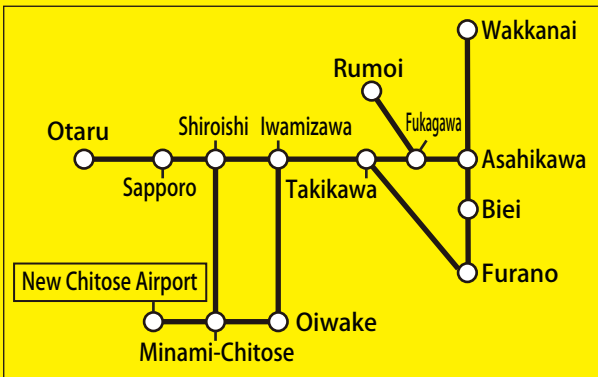 Wakkanai
Rumoi
Fukagawa
Otaru
Shiroishi
Iwamizawa
Asahikawa
Sapporo
Takikawa
Biei
New Chitose Airport
Furano
Oiwake
Minami-Chitose